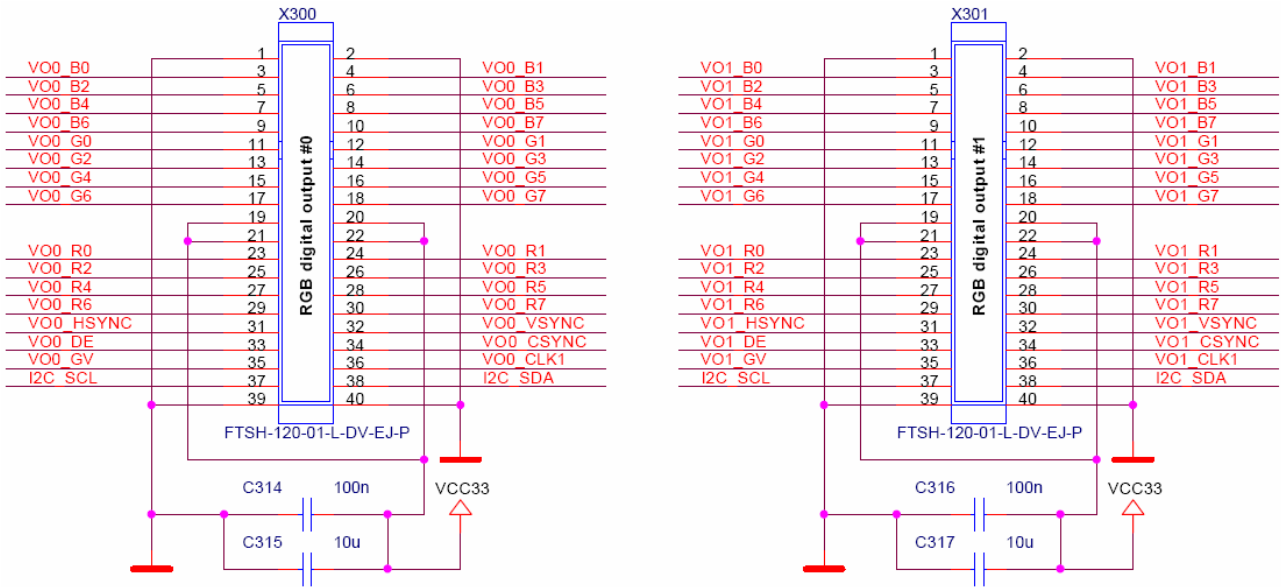 X300 X301
1 2 1 2
VO0_B0 3 4 VO0_B1 VO1_B0 3 4 VO1_B1
VO0_B2 5 6 VO0_B3 VO1_B2 5 6 VO1_B3
VO0_B4 7 8 VO0_B5 VO1_B4 7 8 VO1_B5
VO0_B6 9 10 VO0_B7 VO1_B6 9 10 VO1_B7
VO0_G0 11 12 VO0_G1 VO1_G0 11 12 VO1_G1
VO0_G2 13 14 VO0_G3 VO1_G2 13 14 VO1_G3
VO0_G4 15 16 VO0_G5 VO1_G4 15 16 VO1_G5
VO0_G6 17 18 VO0_G7 VO1_G6 17 18 VO1_G7
19 20 19 20
21 22 21 22
VO0_R0 23 24 VO0_R1 VO1_R0 23 24 VO1_R1
VO0_R2 25 26 VO0_R3 VO1_R2 25 26 VO1_R3
VO0_R4 27 28 VO0_R5 VO1_R4 27 28 VO1_R5
VO0_R6 29 30 VO0_R7 VO1_R6 29 30 VO1_R7
VO0_HSYNC 31 32 VO0_VSYNC VO1_HSYNC 31 32 VO1_VSYNC
VO0_DE 33 34 VO0_CSYNC VO1_DE 33 34 VO1_CSYNC
VO0_GV 35 36 VO0_CLK1 VO1_GV 35 36 VO1_CLK1
I2C_SCL 37 38 I2C_SDA I2C_SCL 37 38 I2C_SDA
39 40 39 40
RGB digital output #0 RGB digital output #1
FTSH-120-01-L-DV-EJ-P FTSH-120-01-L-DV-EJ-P
C314 100n VCC33 C316 100n VCC33
C315 10u C317 10u